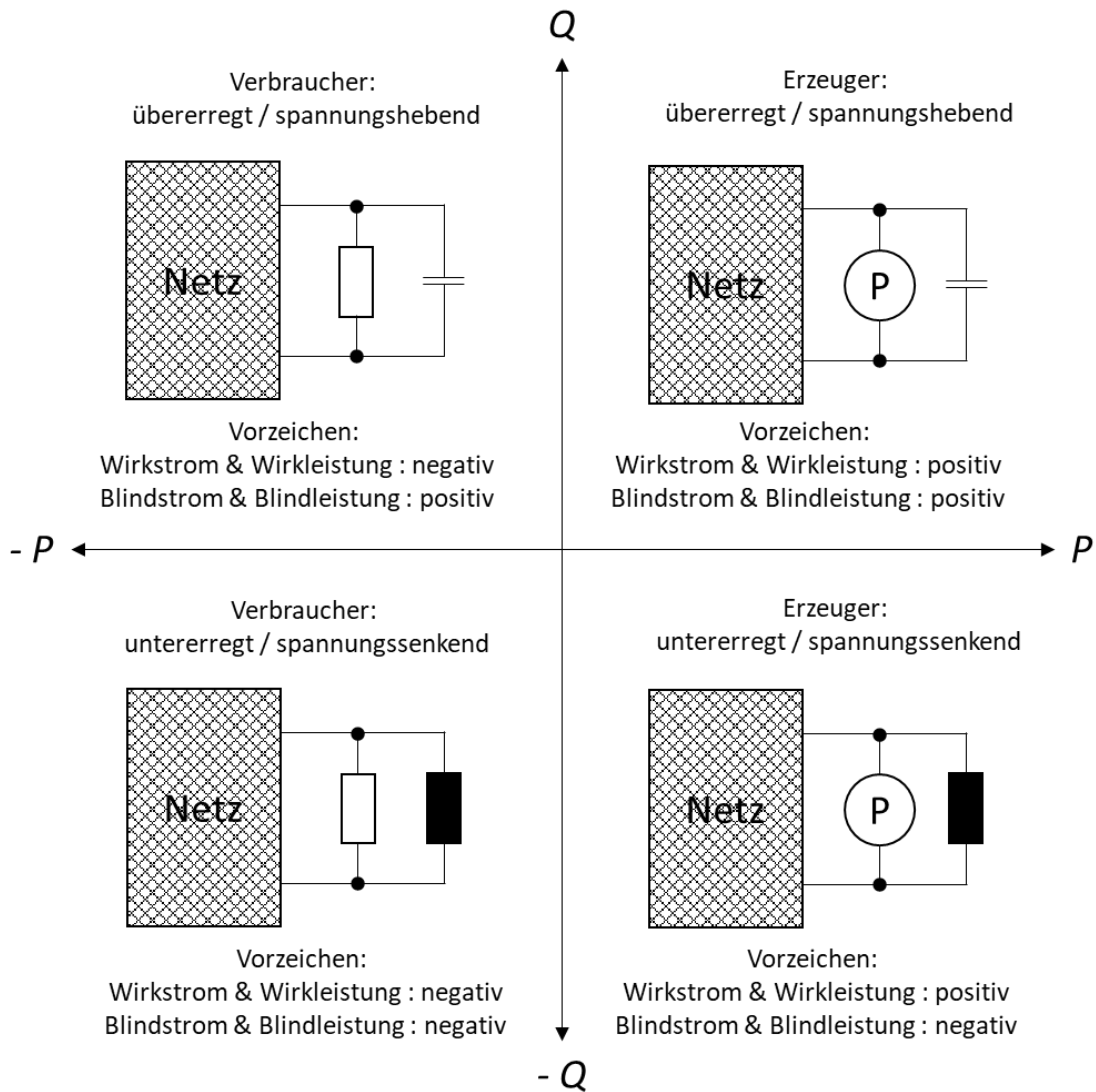 Q
Verbraucher:
übererregt / spannungshebend
Netz
Vorzeichen:
Wirkstrom & Wirkleistung : negativ
Blindstrom & Blindleistung : positiv
Erzeuger:
übererregt / spannungshebend
Netz
P
Vorzeichen:
Wirkstrom & Wirkleistung : positiv
Blindstrom & Blindleistung : positiv
- P
P
Verbraucher:
untererregt / spannungssenkend
Netz
Vorzeichen:
Wirkstrom & Wirkleistung : negativ
Blindstrom & Blindleistung : negativ
Erzeuger:
untererregt / spannungssenkend
Netz
P
Vorzeichen:
Wirkstrom & Wirkleistung : positiv
Blindstrom & Blindleistung : negativ
- Q